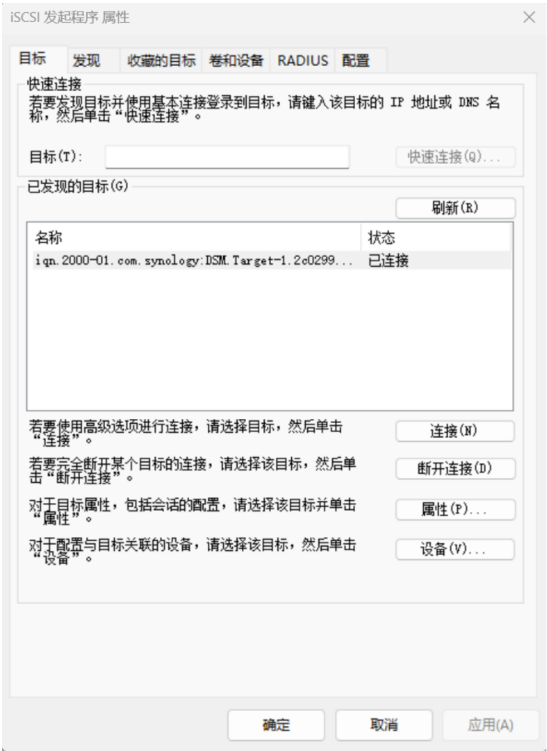 iSCSI 发起程序 属性
目标 发现 收藏的目标 卷和设备 RADIUS 配置
快速连接
若要发现目标并使用基本连接登录到目标，请键入该目标的 IP 地址或 DNS 名
称，然后单击“快速连接”。
目标(T):
快速连接(Q)...
已发现的目标(G)
刷新(R)
名称 状态
iqn.2000-01.com.synology:DSM.Target-1.2c0299... 已连接
若要使用高级选项进行连接，请选择目标，然后单击
“连接”。
连接(N)
若要完全断开某个目标的连接，请选择该目标，然后单
击“断开连接”。
断开连接(D)
对于目标属性，包括会话的配置，请选择该目标并单击
“属性”。
属性(P)...
对于配置与目标关联的设备，请选择该目标，然后单击
“设备”。
设备(V)...
确定 取消 应用(A)